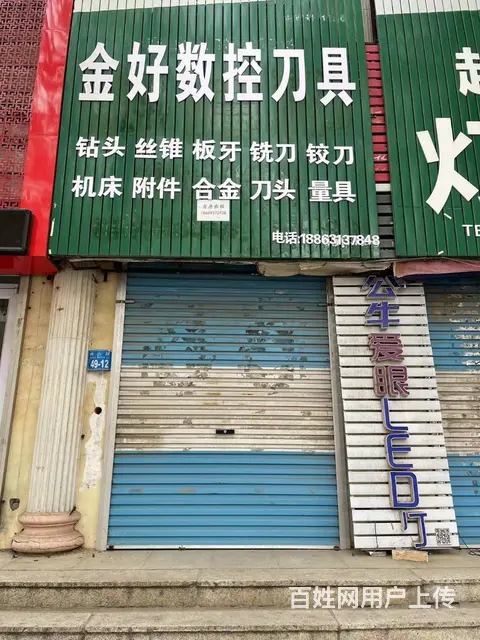 金好数控刀具
钻头 丝锥 板牙 铣刀 铰刀
机床 附件 合金 刀头 量具
电话:18863137848
TE
49-12
公牛爱眼LED灯
百姓网用户上传